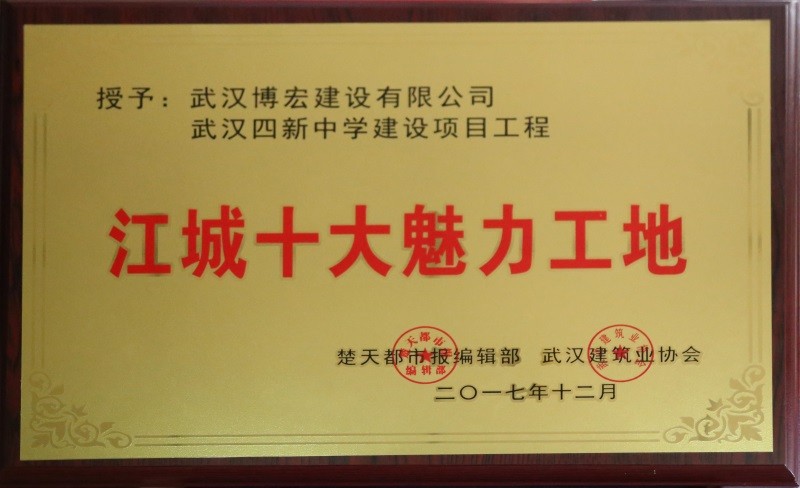 授予：武汉博宏建设有限公司
武汉四新中学建设项目工程
江城十大魅力工地
楚天都市报编辑部 武汉建筑业协会
二〇一七年十二月